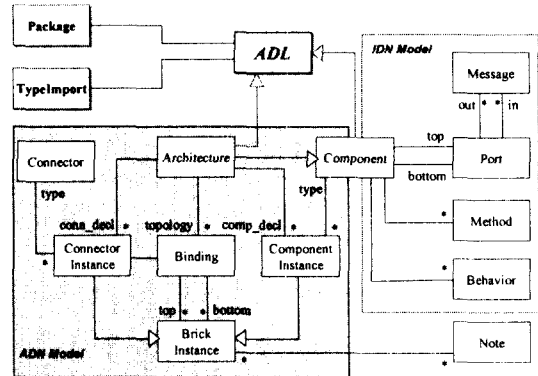 Package
ADL
TypeImport
IDN Model
Message
out * * in
top
Port
bottom
Connector
Architecture
Component
type
type
cons_decl * topology * comp_decl * *
*
Connector
Instance
Binding
Component
Instance
*
Method
*
Behavior
top * * bottom
Brick
Instance
*
Note
*
ADN Model